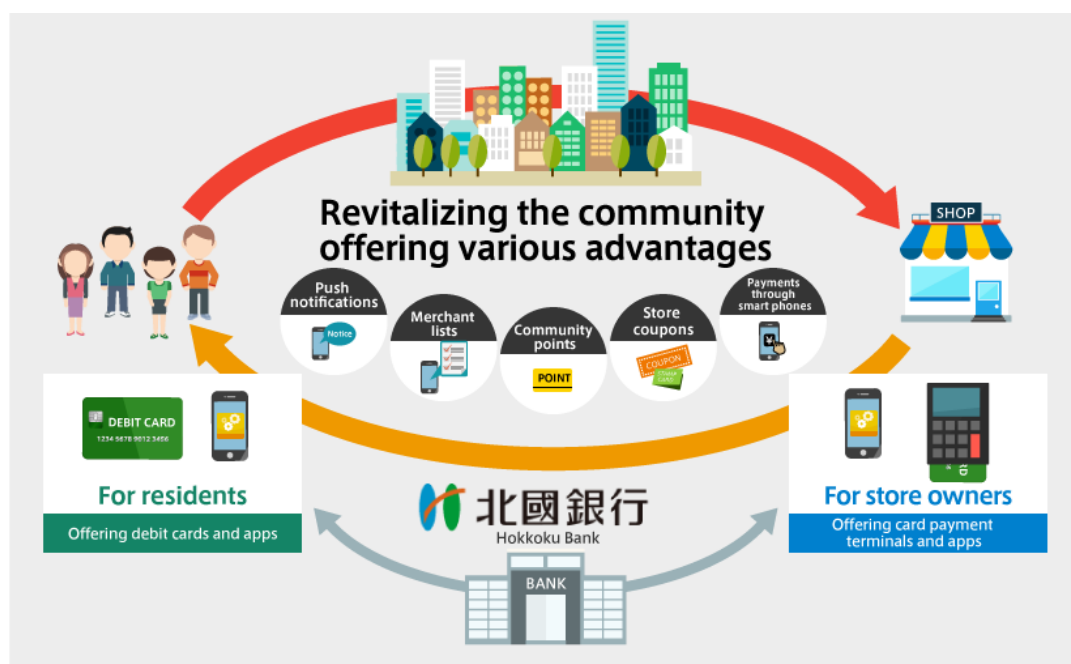 SHOP
Revitalizing the community
offering various advantages
Push
notifications
Notice
Merchant
lists
Community
points
POINT
Store
coupons
COUPON
Payments
through
smart phones
¥
DEBIT CARD
1234 5678 9012 3456
For residents
Offering debit cards and apps
For store owners
Offering card payment
terminals and apps
北國銀行
Hokkoku Bank
BANK